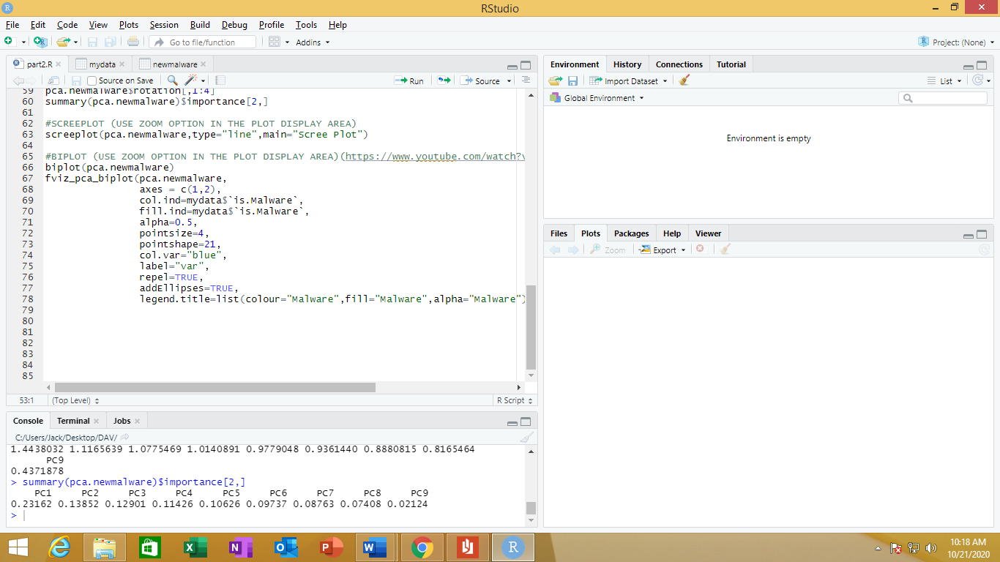 RStudio
File Edit Code View Plots Session Build Debug Profile Tools Help
Go to file/function Addins Project: (None)
part2.R mydata newmalware
Source on Save Run Source
59 pca.newmalware$rotation[,1:4]
60 summary(pca.newmalware)$importance[2,]
61
62 #SCREEPLOT (USE ZOOM OPTION IN THE PLOT DISPLAY AREA)
63 screeplot(pca.newmalware,type="line",main="Scree Plot")
64
65 #BIPLOT (USE ZOOM OPTION IN THE PLOT DISPLAY AREA)(https://www.youtube.com/watch?v
66 biplot(pca.newmalware)
67 fviz_pca_biplot(pca.newmalware,
68 axes = c(1,2),
69 col.ind=mydata$`is.Malware`,
70 fill.ind=mydata$`is.Malware`,
71 alpha=0.5,
72 pointsize=4,
73 pointshape=21,
74 col.var="blue",
75 label="var",
76 repel=TRUE,
77 addEllipses=TRUE,
78 legend.title=list(colour="Malware",fill="Malware",alpha="Malware")
79
80
81
82
83
84
85
53:1 (Top Level) R Script
Console Terminal Jobs
C:/Users/Jack/Desktop/DAV/
1.4438032 1.1165639 1.0775469 1.0140891 0.9779048 0.9361440 0.8880815 0.8165464
PC9
0.4371878
> summary(pca.newmalware)$importance[2,]
PC1 PC2 PC3 PC4 PC5 PC6 PC7 PC8 PC9
0.23162 0.13852 0.12901 0.11426 0.10626 0.09737 0.08763 0.07408 0.02124
>
Environment History Connections Tutorial
Import Dataset List
Global Environment
Environment is empty
Files Plots Packages Help Viewer
Zoom Export
10:18 AM
10/21/2020